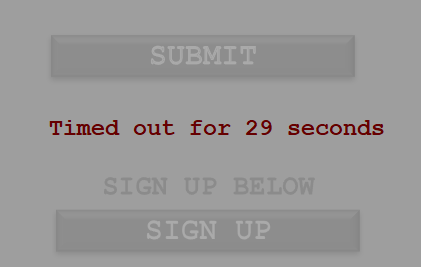 SUBMIT
Timed out for 29 seconds
SIGN UP BELOW
SIGN UP